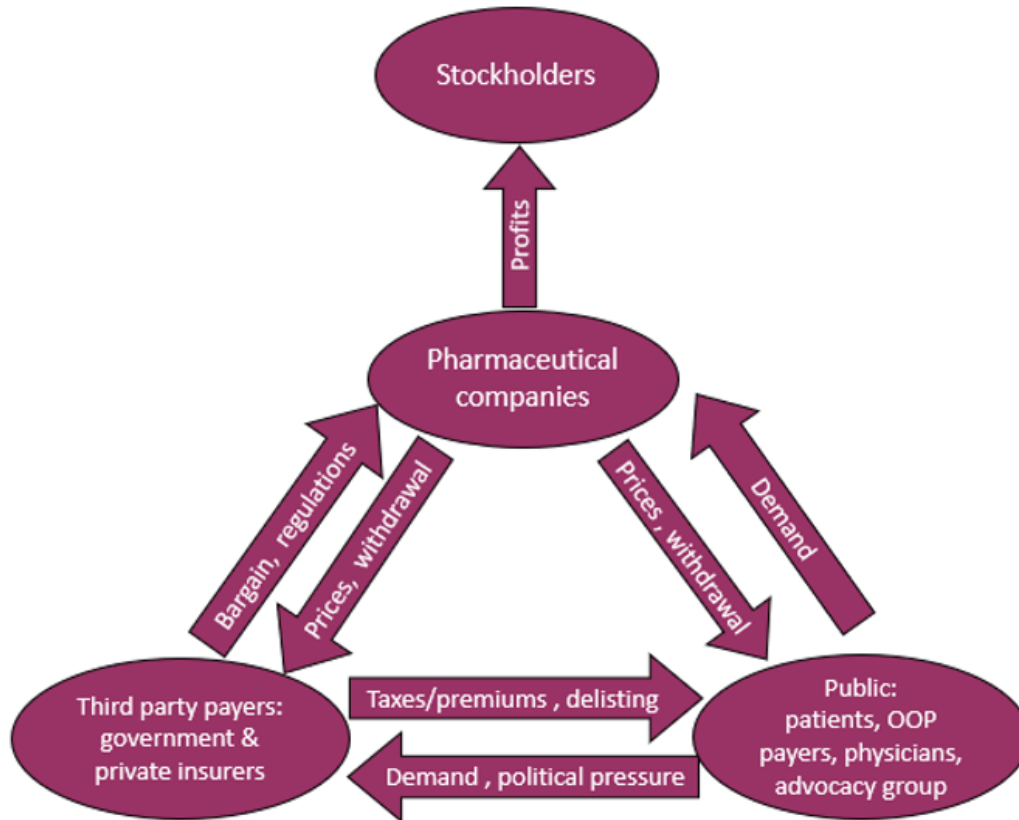 Stockholders
Profits
Pharmaceutical
companies
Bargain, regulations
Prices, withdrawal
Prices , withdrawal
Demand
Third party payers:
government &
private insurers
Taxes/premiums , delisting
Demand , political pressure
Public:
patients, OOP
payers, physicians,
advocacy group